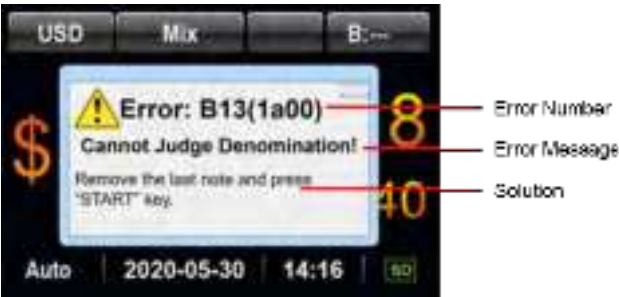 USD Mix B:---
Error: B13(1a00)
Cannot Judge Denomination!
Remove the last note and press
"START" key.
$ 8
40
Auto 2020-05-30 14:16 SD
Error Number
Error Message
Solution